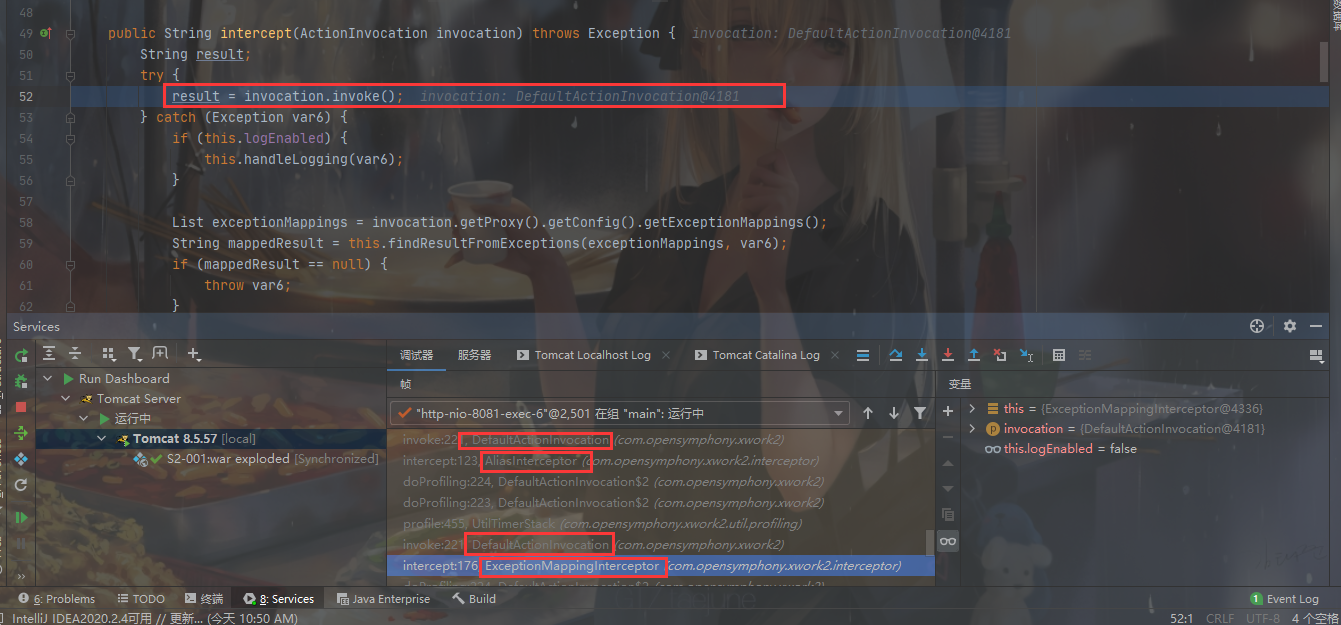 48
49 public String intercept(ActionInvocation invocation) throws Exception { invocation: DefaultActionInvocation@4181
50 String result;
51 try {
52 result = invocation.invoke(); invocation: DefaultActionInvocation@4181
53 } catch (Exception var6) {
54 if (this.logEnabled) {
55 this.handleLogging(var6);
56 }
57
58 List exceptionMappings = invocation.getProxy().getConfig().getExceptionMappings();
59 String mappedResult = this.findResultFromExceptions(exceptionMappings, var6);
60 if (mappedResult == null) {
61 throw var6;
62 }
Services
调试器 服务器 Tomcat Localhost Log Tomcat Catalina Log
Run Dashboard
Tomcat Server
运行中
Tomcat 8.5.57 [local]
S2-001:war exploded [Synchronized]
帧
"http-nio-8081-exec-6"@2,501 在组 "main": 运行中
invoke:221, DefaultActionInvocation (com.opensymphony.xwork2)
intercept:123, AliasInterceptor (com.opensymphony.xwork2.interceptor)
doProfiling:224, DefaultActionInvocation$2 (com.opensymphony.xwork2)
doProfiling:223, DefaultActionInvocation$2 (com.opensymphony.xwork2)
profile:455, UtilTimerStack (com.opensymphony.xwork2.util.profiling)
invoke:221, DefaultActionInvocation (com.opensymphony.xwork2)
intercept:176, ExceptionMappingInterceptor (com.opensymphony.xwork2.interceptor)
doProfiling:224, DefaultActionInvocation$2 (com.opensymphony.xwork2)
变量
this = {ExceptionMappingInterceptor@4336}
invocation = {DefaultActionInvocation@4181}
this.logEnabled = false
6: Problems TODO 终端 8: Services Java Enterprise Build 1 Event Log
IntelliJ IDEA2020.2.4可用 // 更新... (今天 10:50 AM) 52:1 CRLF UTF-8 4 个空格